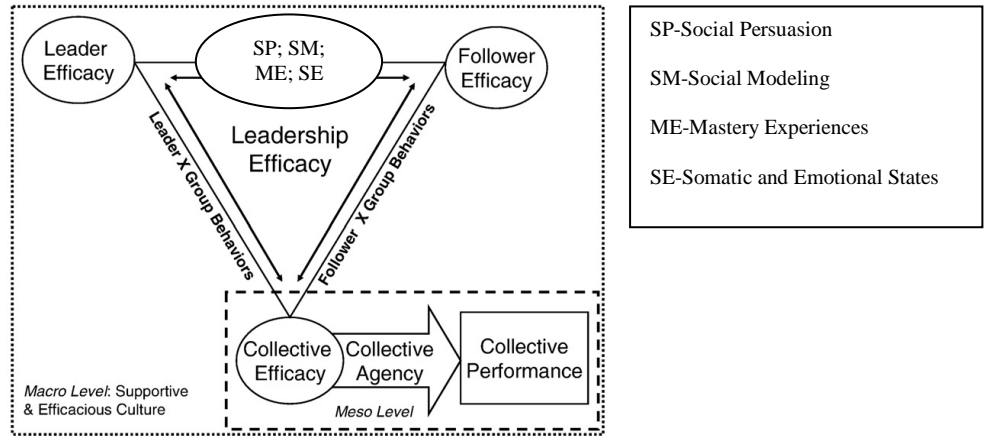 Leader
Efficacy
SP; SM;
ME; SE
Follower
Efficacy
Leadership
Efficacy
Leader X Group Behaviors
Follower X Group Behaviors
Collective
Efficacy
Collective
Agency
Collective
Performance
Macro Level: Supportive
& Efficacious Culture
Meso Level
SP-Social Persuasion
SM-Social Modeling
ME-Mastery Experiences
SE-Somatic and Emotional States